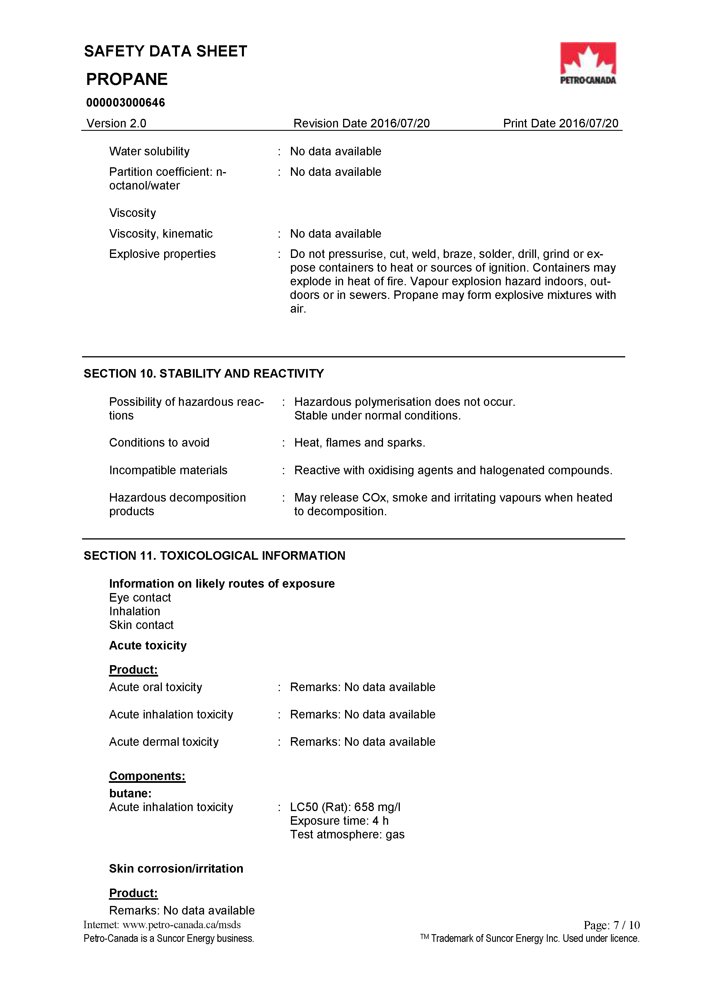 SAFETY DATA SHEET
PROPANE
000003000646
PETRO-CANADA
Version 2.0 Revision Date 2016/07/20 Print Date 2016/07/20
Water solubility : No data available
Partition coefficient: n- : No data available
octanol/water
Viscosity
Viscosity, kinematic : No data available
Explosive properties : Do not pressurise, cut, weld, braze, solder, drill, grind or ex-
pose containers to heat or sources of ignition. Containers may
explode in heat of fire. Vapour explosion hazard indoors, out-
doors or in sewers. Propane may form explosive mixtures with
air.
SECTION 10. STABILITY AND REACTIVITY
Possibility of hazardous reac- : Hazardous polymerisation does not occur.
tions Stable under normal conditions.
Conditions to avoid : Heat, flames and sparks.
Incompatible materials : Reactive with oxidising agents and halogenated compounds.
Hazardous decomposition : May release COx, smoke and irritating vapours when heated
products to decomposition.
SECTION 11. TOXICOLOGICAL INFORMATION
Information on likely routes of exposure
Eye contact
Inhalation
Skin contact
Acute toxicity
Product:
Acute oral toxicity : Remarks: No data available
Acute inhalation toxicity : Remarks: No data available
Acute dermal toxicity : Remarks: No data available
Components:
butane:
Acute inhalation toxicity : LC50 (Rat): 658 mg/l
Exposure time: 4 h
Test atmosphere: gas
Skin corrosion/irritation
Product:
Remarks: No data available
Internet: www.petro-canada.ca/msds Page: 7 / 10
Petro-Canada is a Suncor Energy business. TM Trademark of Suncor Energy Inc. Used under licence.